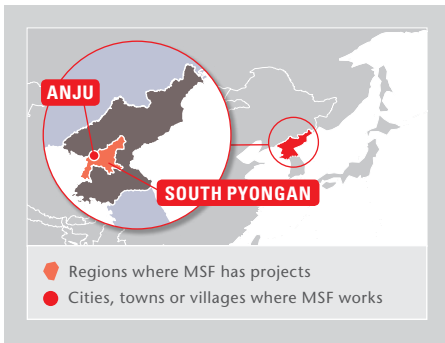 ANJU
SOUTH PYONGAN
Regions where MSF has projects
Cities, towns or villages where MSF works